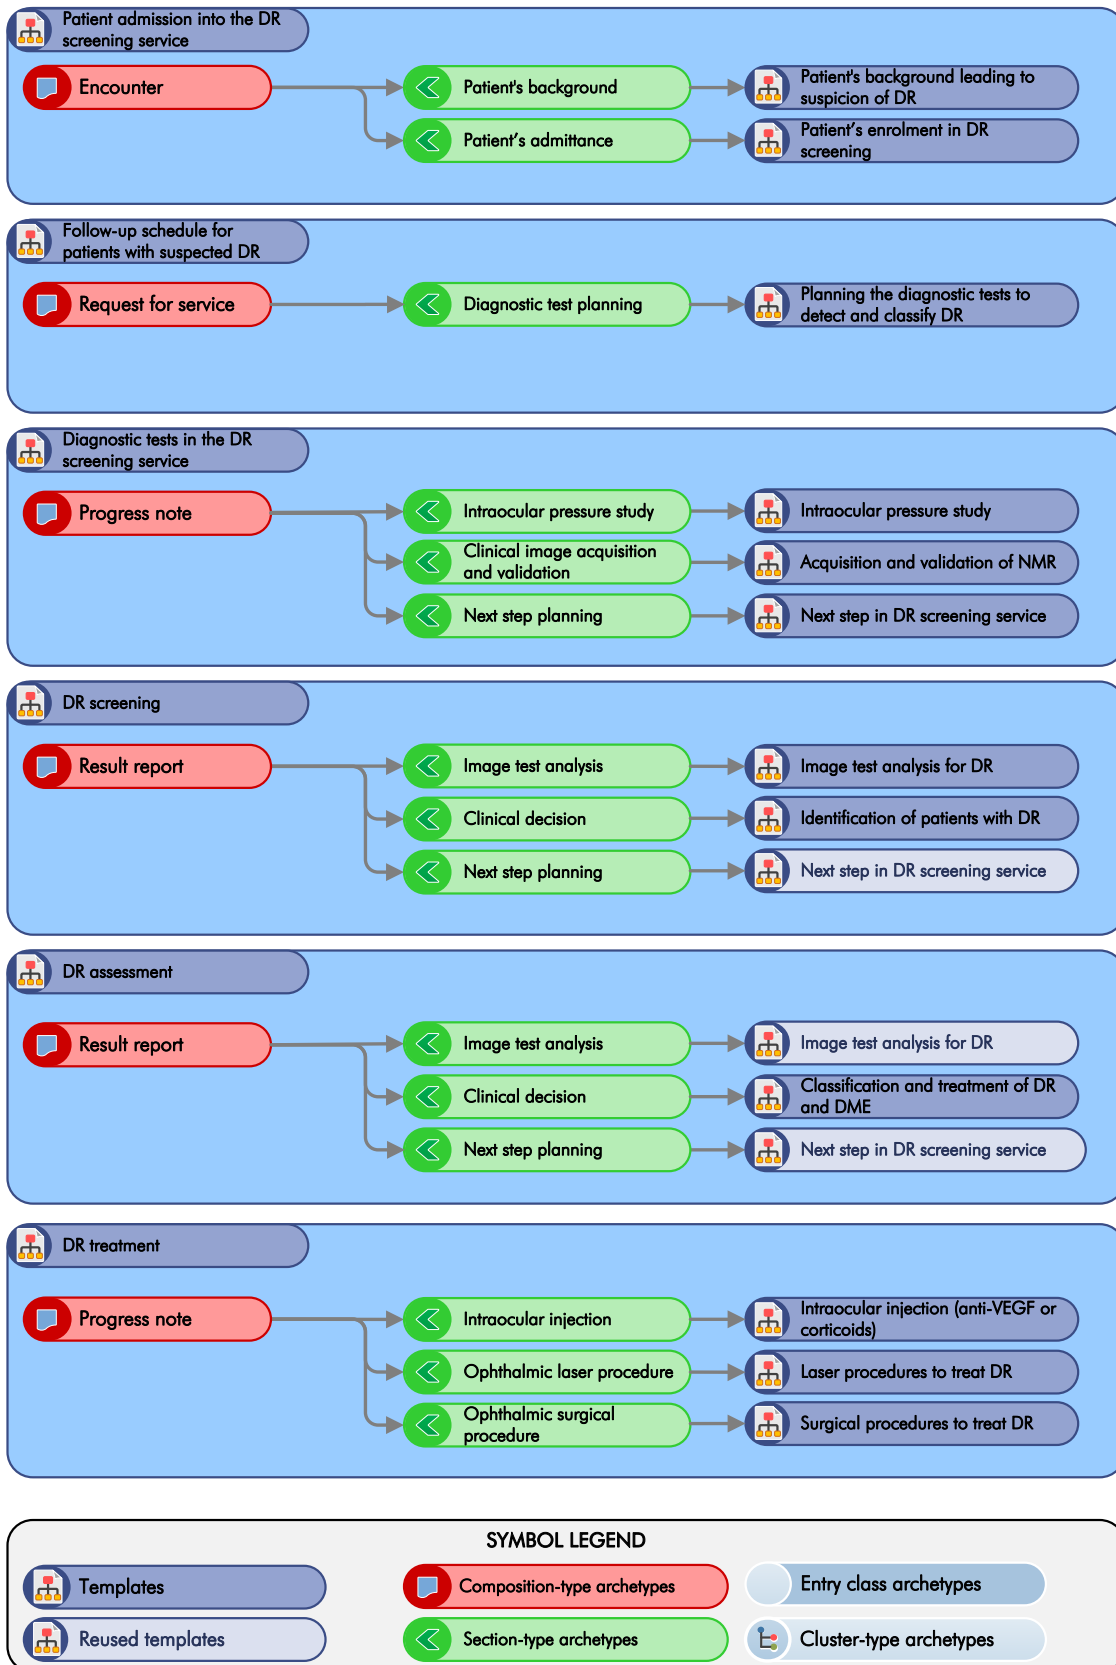 Patient admission into the DR
screening service
Encounter
Patient's background
Patient's background leading to
suspicion of DR
Patient’s admittance
Patient’s enrolment in DR
screening
Follow-up schedule for
patients with suspected DR
Request for service
Diagnostic test planning
Planning the diagnostic tests to
detect and classify DR
Diagnostic tests in the DR
screening service
Progress note
Intraocular pressure study
Intraocular pressure study
Clinical image acquisition
and validation
Acquisition and validation of NMR
Next step planning
Next step in DR screening service
DR screening
Result report
Image test analysis
Image test analysis for DR
Clinical decision
Identification of patients with DR
Next step planning
Next step in DR screening service
DR assessment
Result report
Image test analysis
Image test analysis for DR
Clinical decision
Classification and treatment of DR
and DME
Next step planning
Next step in DR screening service
DR treatment
Progress note
Intraocular injection
Intraocular injection (anti-VEGF or
corticoids)
Ophthalmic laser procedure
Laser procedures to treat DR
Ophthalmic surgical
procedure
Surgical procedures to treat DR
SYMBOL LEGEND
Templates
Composition-type archetypes
Entry class archetypes
Reused templates
Section-type archetypes
Cluster-type archetypes